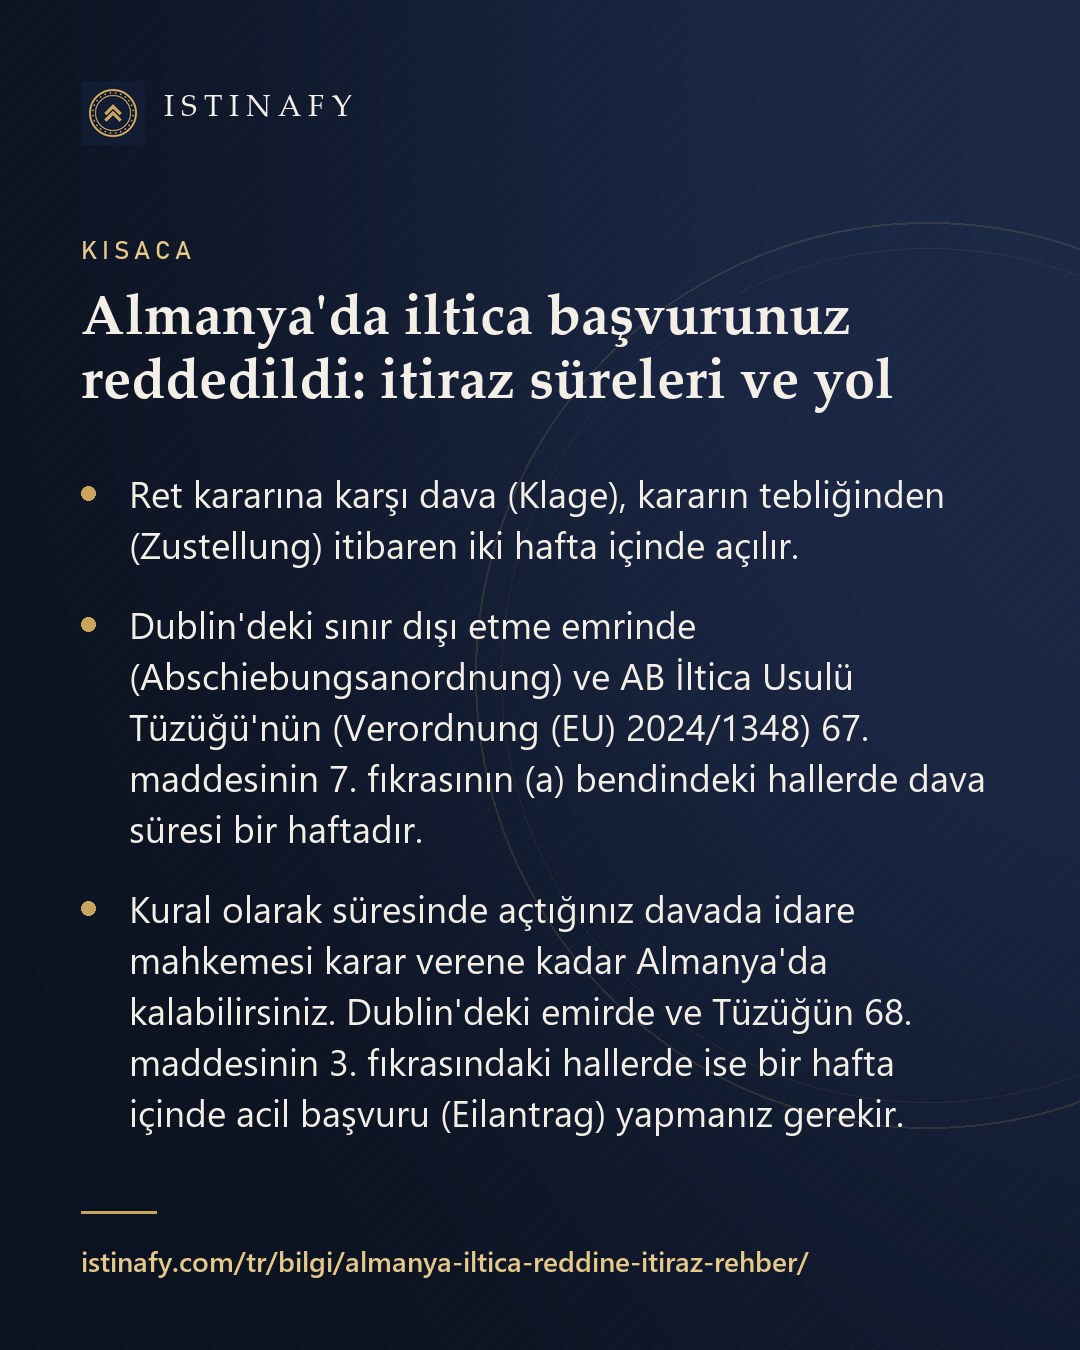 ISTINAFY
KISACA
Almanya'da iltica başvurunuz
reddedildi: itiraz süreleri ve yol
Ret kararına karşı dava (Klage), kararın tebliğinden
(Zustellung) itibaren iki hafta içinde açılır.
Dublin'deki sınır dışı etme emrinde
(Abschiebungsanordnung) ve AB İltica Usulü
Tüzüğü'nün (Verordnung (EU) 2024/1348) 67.
maddesinin 7. fıkrasının (a) bendindeki hallerde dava
süresi bir haftadır.
Kural olarak süresinde açtığınız davada idare
mahkemesi karar verene kadar Almanya'da
kalabilirsiniz. Dublin'deki emirde ve Tüzüğün 68.
maddesinin 3. fıkrasındaki hallerde ise bir hafta
içinde acil başvuru (Eilantrag) yapmanız gerekir.
istinafy.com/tr/bilgi/almanya-iltica-reddine-itiraz-rehber/